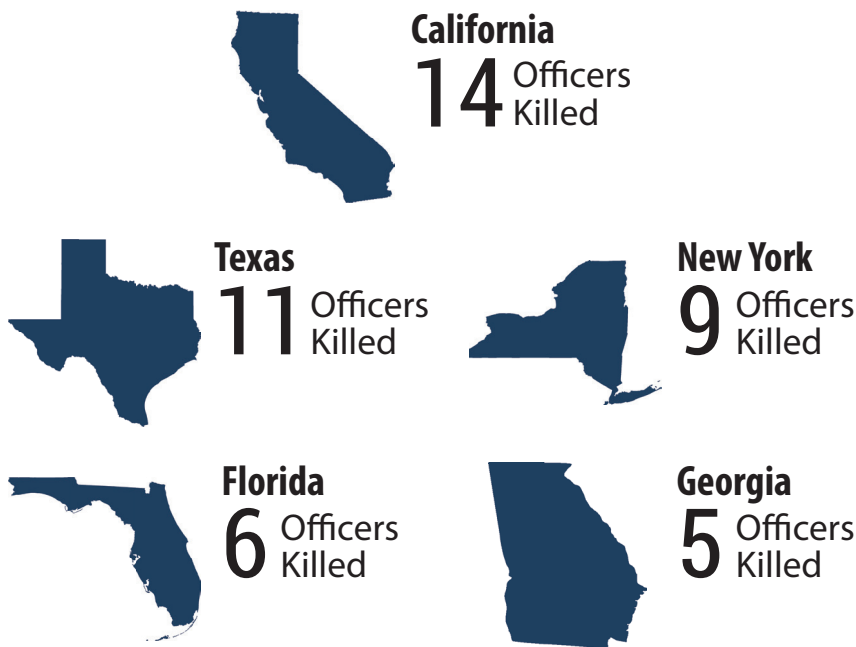 California
14 Officers
Killed
Texas
11 Officers
Killed
New York
9 Officers
Killed
Florida
6 Officers
Killed
Georgia
5 Officers
Killed